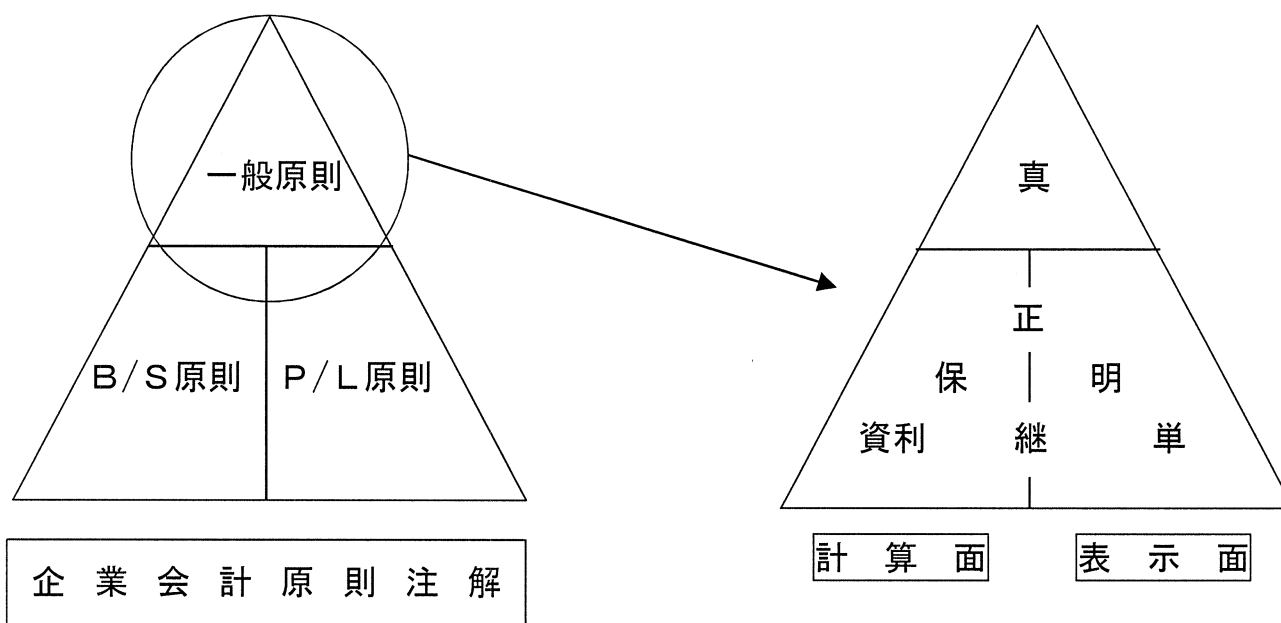 一般原則
B/S原則
P/L原則
企業会計原則注解
真
正
保
明
資利
継
単
計算面
表示面